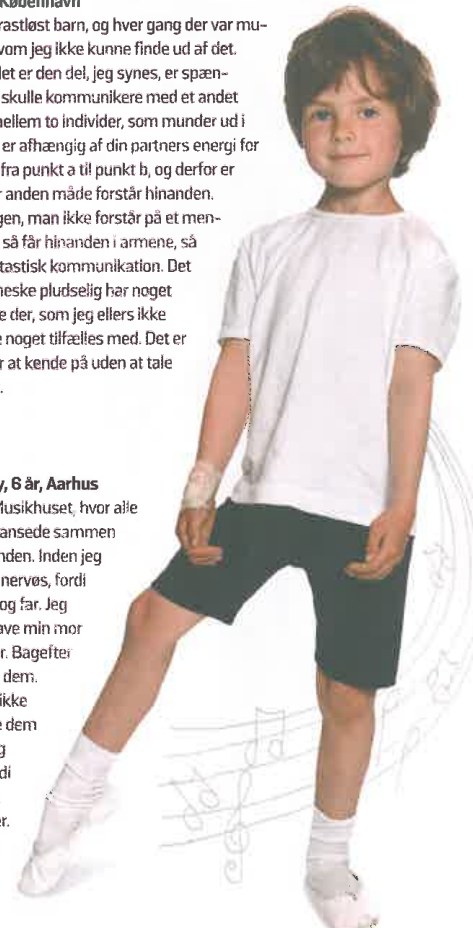 København
rastløst barn, og hver gang der var mu-
vom jeg ikke kunne finde ud af det.
let er den del, jeg synes, er spæn-
skulle kommunikere med et andet
nellem to individer, som munder ud i
er afhængig af din partners energi for
fra punkt a til punkt b, og derfor er
r anden måde forstår hinanden.
gen, man ikke forstår på et men-
så får hinanden i armene, så
tastisk kommunikation. Det
neske pludselig har noget
e der, som jeg ellers ikke
e noget tilfælles med. Det er
r at kende på uden at tale
y, 6 år, Aarhus
Musikhuset, hvor alle
ansede sammen
nden. Inden jeg
nervøs, fordi
og far. Jeg
ave min mor
r. Bagefter
dem.
ikke
e dem
g
di
er.